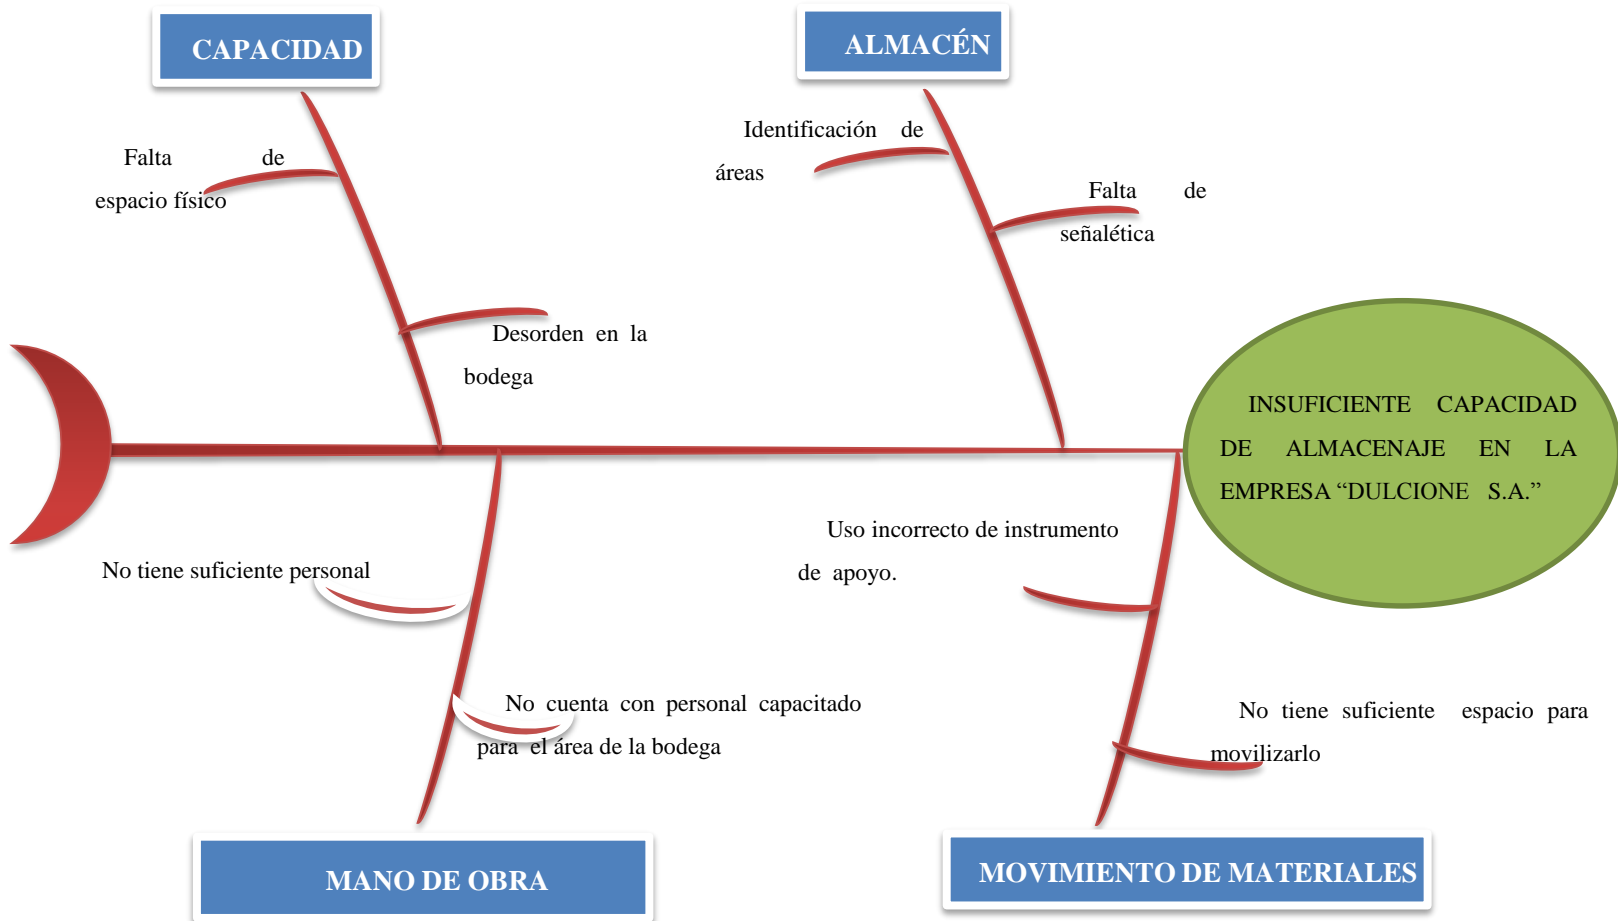 CAPACIDAD
ALMACÉN
Falta de
espacio físico
Identificación de
áreas
Falta de
señalética
Desorden en la
bodega
INSUFICIENTE CAPACIDAD
DE ALMACENAJE EN LA
EMPRESA “DULCIONE S.A.”
No tiene suficiente personal
Uso incorrecto de instrumento
de apoyo.
No cuenta con personal capacitado
para el área de la bodega
No tiene suficiente espacio para
movilizarlo
MANO DE OBRA
MOVIMIENTO DE MATERIALES